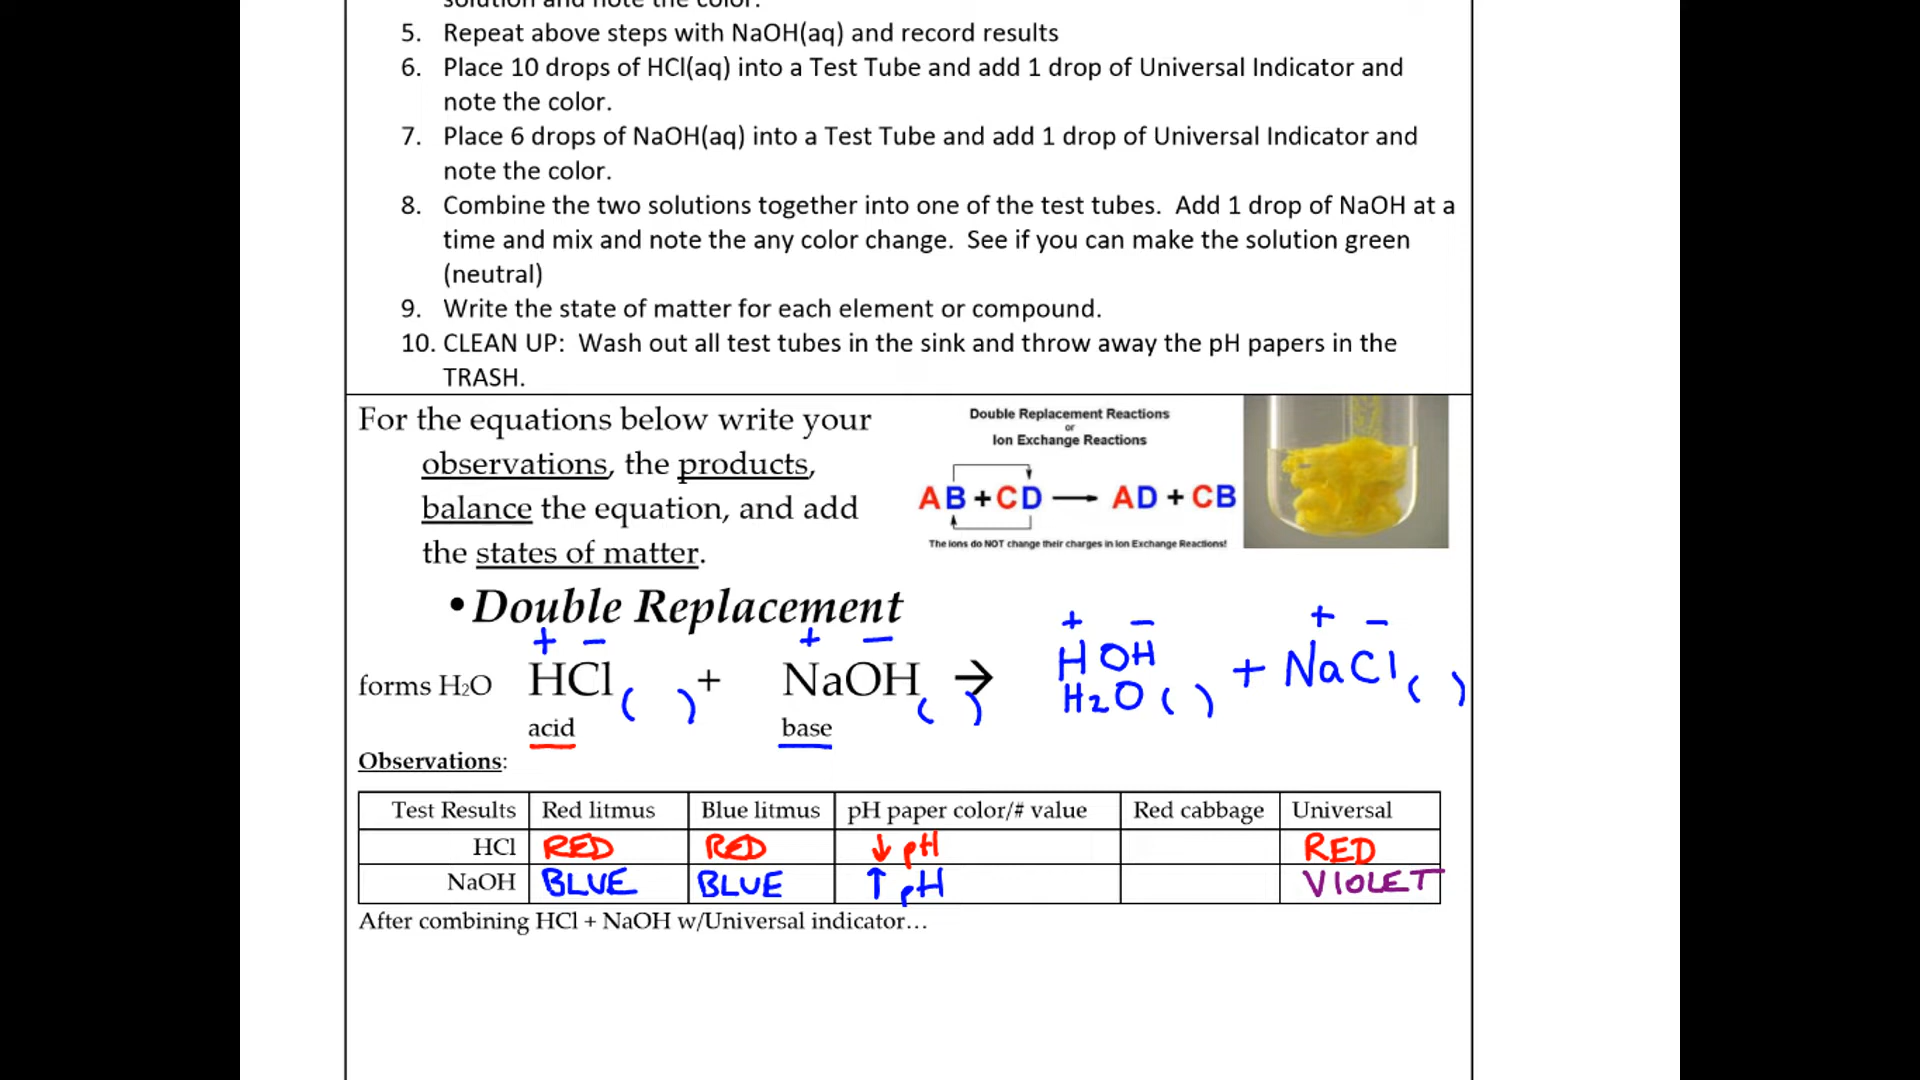 solution and note the color.
5. Repeat above steps with NaOH(aq) and record results
6. Place 10 drops of HCl(aq) into a Test Tube and add 1 drop of Universal Indicator and
note the color.
7. Place 6 drops of NaOH(aq) into a Test Tube and add 1 drop of Universal Indicator and
note the color.
8. Combine the two solutions together into one of the test tubes. Add 1 drop of NaOH at a
time and mix and note the any color change. See if you can make the solution green
(neutral)
9. Write the state of matter for each element or compound.
10. CLEAN UP: Wash out all test tubes in the sink and throw away the pH papers in the
TRASH.
For the equations below write your
observations, the products,
balance the equation, and add
the states of matter.
Double Replacement Reactions
or
Ion Exchange Reactions
AB + CD → AD + CB
The ions do NOT change their charges in Ion Exchange Reactions!
•Double Replacement
+ − + − + − + −
forms H2O HCl ( ) + NaOH ( ) → HOH + NaCl ( )
H2O ( )
acid base
Observations:
Test Results Red litmus Blue litmus pH paper color/# value Red cabbage Universal
HCl RED RED ↓ pH RED
NaOH BLUE BLUE ↑ pH VIOLET
After combining HCl + NaOH w/Universal indicator…